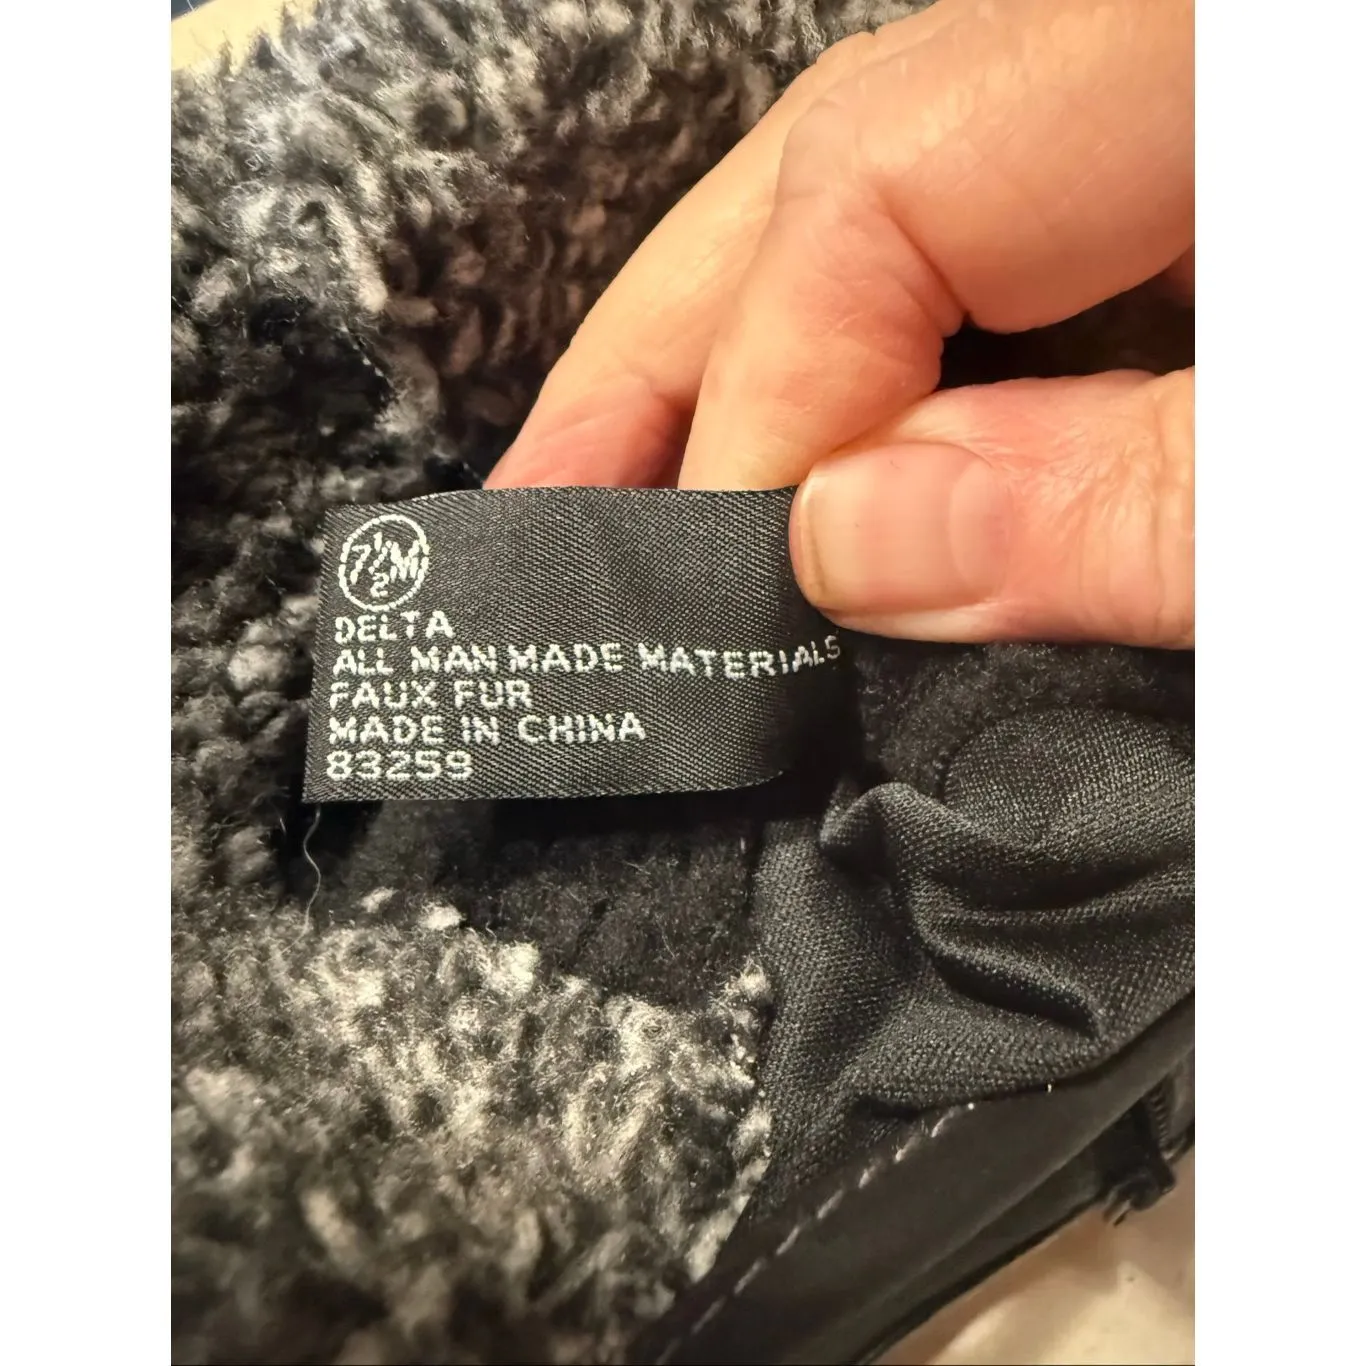 7½M
DELTA
ALL MAN MADE MATERIALS
FAUX FUR
MADE IN CHINA
83259